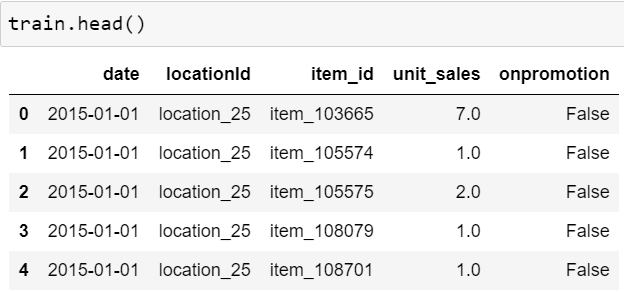 train.head()
date locationId item_id unit_sales onpromotion
0 2015-01-01 location_25 item_103665 7.0 False
1 2015-01-01 location_25 item_105574 1.0 False
2 2015-01-01 location_25 item_105575 2.0 False
3 2015-01-01 location_25 item_108079 1.0 False
4 2015-01-01 location_25 item_108701 1.0 False